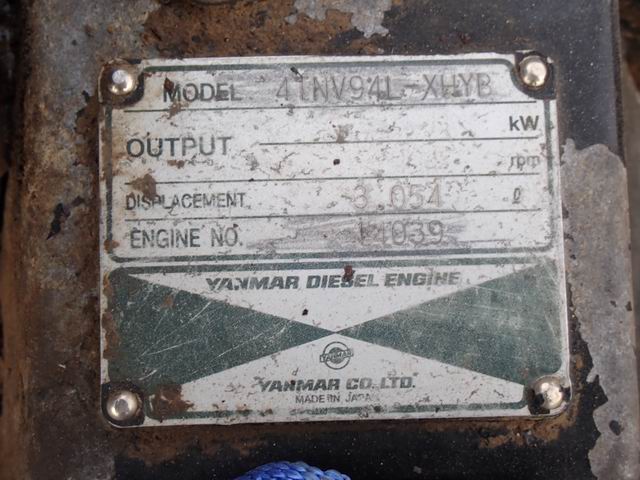 MODEL 4TNV94L-XHYB
OUTPUT kW
rpm
DISPLACEMENT 3.054 ℓ
ENGINE NO. 14039
YANMAR DIESEL ENGINE
YANMAR
YANMAR CO., LTD.
MADE IN JAPAN